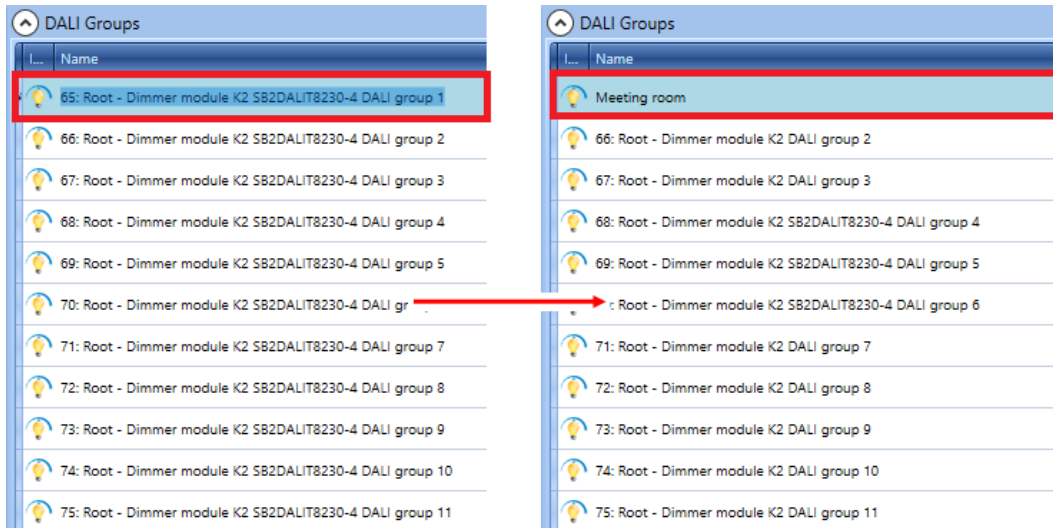 DALI Groups
I... Name
65: Root - Dimmer module K2 SB2DALIT8230-4 DALI group 1
66: Root - Dimmer module K2 SB2DALIT8230-4 DALI group 2
67: Root - Dimmer module K2 SB2DALIT8230-4 DALI group 3
68: Root - Dimmer module K2 SB2DALIT8230-4 DALI group 4
69: Root - Dimmer module K2 SB2DALIT8230-4 DALI group 5
70: Root - Dimmer module K2 SB2DALIT8230-4 DALI gr
71: Root - Dimmer module K2 SB2DALIT8230-4 DALI group 7
72: Root - Dimmer module K2 SB2DALIT8230-4 DALI group 8
73: Root - Dimmer module K2 SB2DALIT8230-4 DALI group 9
74: Root - Dimmer module K2 SB2DALIT8230-4 DALI group 10
75: Root - Dimmer module K2 SB2DALIT8230-4 DALI group 11
DALI Groups
I... Name
Meeting room
66: Root - Dimmer module K2 DALI group 2
67: Root - Dimmer module K2 DALI group 3
68: Root - Dimmer module K2 SB2DALIT8230-4 DALI group 4
69: Root - Dimmer module K2 SB2DALIT8230-4 DALI group 5
: Root - Dimmer module K2 SB2DALIT8230-4 DALI group 6
71: Root - Dimmer module K2 DALI group 7
72: Root - Dimmer module K2 DALI group 8
73: Root - Dimmer module K2 DALI group 9
74: Root - Dimmer module K2 DALI group 10
75: Root - Dimmer module K2 DALI group 11